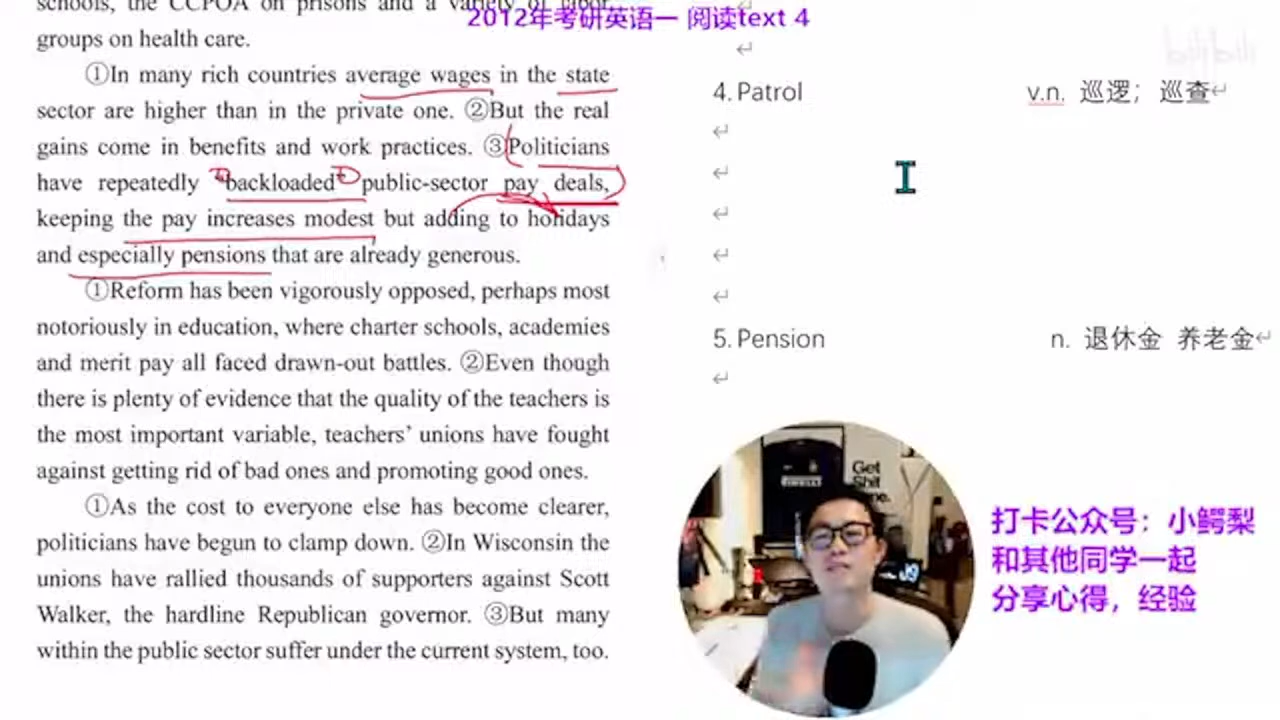 schools, the CCPOA on prisons and a variety of labor
groups on health care.
①In many rich countries average wages in the state
sector are higher than in the private one. ②But the real
gains come in benefits and work practices. ③Politicians
have repeatedly "backloaded" public-sector pay deals,
keeping the pay increases modest but adding to holidays
and especially pensions that are already generous.
①Reform has been vigorously opposed, perhaps most
notoriously in education, where charter schools, academies
and merit pay all faced drawn-out battles. ②Even though
there is plenty of evidence that the quality of the teachers is
the most important variable, teachers' unions have fought
against getting rid of bad ones and promoting good ones.
①As the cost to everyone else has become clearer,
politicians have begun to clamp down. ②In Wisconsin the
unions have rallied thousands of supporters against Scott
Walker, the hardline Republican governor. ③But many
within the public sector suffer under the current system, too.
2012年考研英语一 阅读text 4
bilibili
4. Patrol v.n. 巡逻；巡查
5. Pension n. 退休金 养老金
PIRELLI
Get
Shit
Done.
打卡公众号：小鳄梨
和其他同学一起
分享心得，经验